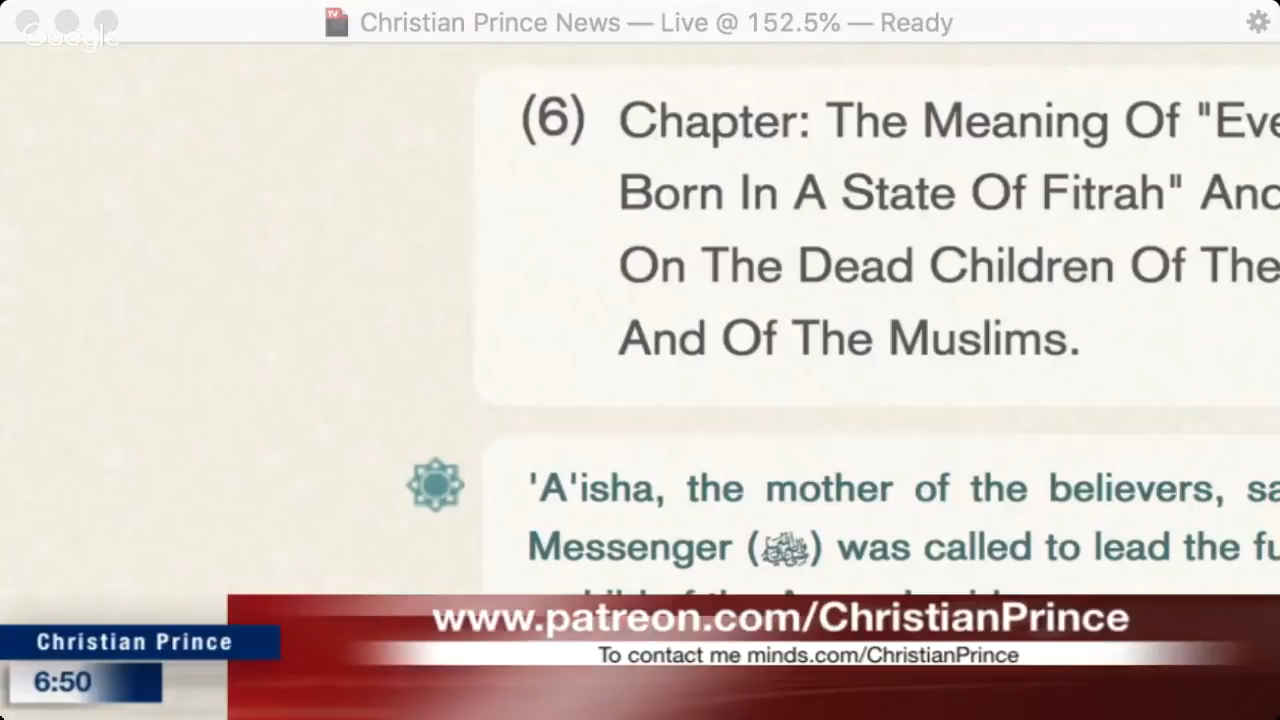 Google
Christian Prince News — Live @ 152.5% — Ready
(6) Chapter: The Meaning Of "Eve
Born In A State Of Fitrah" And
On The Dead Children Of The
And Of The Muslims.
'A'isha, the mother of the believers, sa
Messenger (ﷺ) was called to lead the fu
www.patreon.com/ChristianPrince
Christian Prince
To contact me minds.com/ChristianPrince
6:50